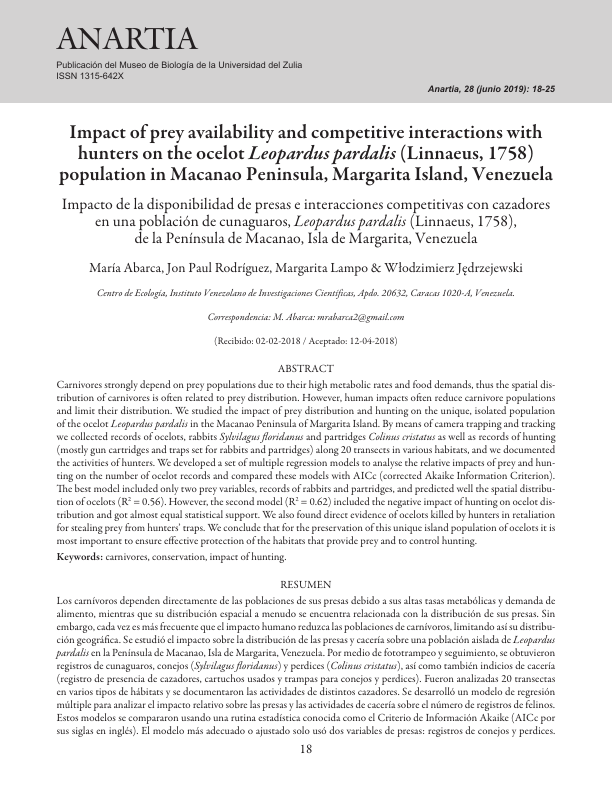 ANARTIA
Publicación del Museo de Biología de la Universidad del Zulia
ISSN 1315-642X
Anartia, 28 (junio 2019): 18-25
Impact of prey availability and competitive interactions with
hunters on the ocelot Leopardus pardalis (Linnaeus, 1758)
population in Macanao Peninsula, Margarita Island, Venezuela
Impacto de la disponibilidad de presas e interacciones competitivas con cazadores
en una población de cunaguaros, Leopardus pardalis (Linnaeus, 1758),
de la Península de Macanao, Isla de Margarita, Venezuela
María Abarca, Jon Paul Rodríguez, Margarita Lampo & Włodzimierz Jędrzejewski
Centro de Ecología, Instituto Venezolano de Investigaciones Científicas, Apdo. 20632, Caracas 1020-A, Venezuela.
Correspondencia: M. Abarca: mrabarca2@gmail.com
(Recibido: 02-02-2018 / Aceptado: 12-04-2018)
ABSTRACT
Carnivores strongly depend on prey populations due to their high metabolic rates and food demands, thus the spatial dis-
tribution of carnivores is often related to prey distribution. However, human impacts often reduce carnivore populations
and limit their distribution. We studied the impact of prey distribution and hunting on the unique, isolated population
of the ocelot Leopardus pardalis in the Macanao Peninsula of Margarita Island. By means of camera trapping and tracking
we collected records of ocelots, rabbits Sylvilagus floridanus and partridges Colinus cristatus as well as records of hunting
(mostly gun cartridges and traps set for rabbits and partridges) along 20 transects in various habitats, and we documented
the activities of hunters. We developed a set of multiple regression models to analyse the relative impacts of prey and hun-
ting on the number of ocelot records and compared these models with AICc (corrected Akaike Information Criterion).
The best model included only two prey variables, records of rabbits and partridges, and predicted well the spatial distribu-
tion of ocelots (R² = 0.56). However, the second model (R² = 0.62) included the negative impact of hunting on ocelot dis-
tribution and got almost equal statistical support. We also found direct evidence of ocelots killed by hunters in retaliation
for stealing prey from hunters' traps. We conclude that for the preservation of this unique island population of ocelots it is
most important to ensure effective protection of the habitats that provide prey and to control hunting.
Keywords: carnivores, conservation, impact of hunting.
RESUMEN
Los carnívoros dependen directamente de las poblaciones de sus presas debido a sus altas tasas metabólicas y demanda de
alimento, mientras que su distribución espacial a menudo se encuentra relacionada con la distribución de sus presas. Sin
embargo, cada vez es más frecuente que el impacto humano reduzca las poblaciones de carnívoros, limitando así su distribu-
ción geográfica. Se estudió el impacto sobre la distribución de las presas y cacería sobre una población aislada de Leopardus
pardalis en la Península de Macanao, Isla de Margarita, Venezuela. Por medio de fototrampeo y seguimiento, se obtuvieron
registros de cunaguaros, conejos (Sylvilagus floridanus) y perdices (Colinus cristatus), así como también indicios de cacería
(registro de presencia de cazadores, cartuchos usados y trampas para conejos y perdices). Fueron analizadas 20 transectas
en varios tipos de hábitats y se documentaron las actividades de distintos cazadores. Se desarrolló un modelo de regresión
múltiple para analizar el impacto relativo sobre las presas y las actividades de cacería sobre el número de registros de felinos.
Estos modelos se compararon usando una rutina estadística conocida como el Criterio de Información Akaike (AICc por
sus siglas en inglés). El modelo más adecuado o ajustado solo usó dos variables de presas: registros de conejos y perdices.
18